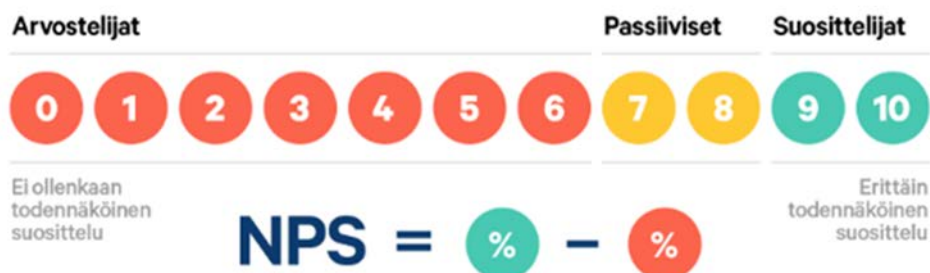 Arvostelijat Passiiviset Suosittelijat
0 1 2 3 4 5 6 7 8 9 10
Ei ollenkaan
todennäköinen
suosittelu
Erittäin
todennäköinen
suosittelu
NPS = % – %